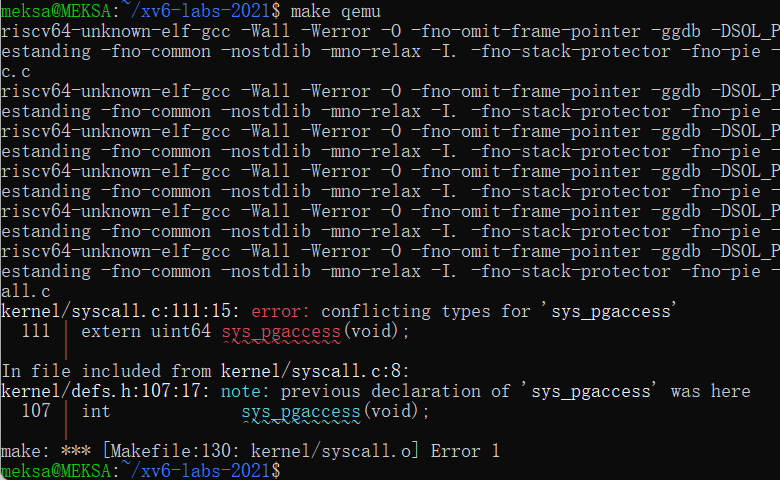 meksa@MEKSA:~/xv6-labs-2021$ make qemu
riscv64-unknown-elf-gcc -Wall -Werror -O -fno-omit-frame-pointer -ggdb -DSOL_P
estanding -fno-common -nostdlib -mno-relax -I. -fno-stack-protector -fno-pie -
c.c
riscv64-unknown-elf-gcc -Wall -Werror -O -fno-omit-frame-pointer -ggdb -DSOL_P
estanding -fno-common -nostdlib -mno-relax -I. -fno-stack-protector -fno-pie -
riscv64-unknown-elf-gcc -Wall -Werror -O -fno-omit-frame-pointer -ggdb -DSOL_P
estanding -fno-common -nostdlib -mno-relax -I. -fno-stack-protector -fno-pie -
riscv64-unknown-elf-gcc -Wall -Werror -O -fno-omit-frame-pointer -ggdb -DSOL_P
estanding -fno-common -nostdlib -mno-relax -I. -fno-stack-protector -fno-pie -
riscv64-unknown-elf-gcc -Wall -Werror -O -fno-omit-frame-pointer -ggdb -DSOL_P
estanding -fno-common -nostdlib -mno-relax -I. -fno-stack-protector -fno-pie -
riscv64-unknown-elf-gcc -Wall -Werror -O -fno-omit-frame-pointer -ggdb -DSOL_P
estanding -fno-common -nostdlib -mno-relax -I. -fno-stack-protector -fno-pie -
all.c
kernel/syscall.c:111:15: error: conflicting types for 'sys_pgaccess'
  111 | extern uint64 sys_pgaccess(void);
      |               ^~~~~~~~~~~~
In file included from kernel/syscall.c:8:
kernel/defs.h:107:17: note: previous declaration of 'sys_pgaccess' was here
  107 | int             sys_pgaccess(void);
      |                 ^~~~~~~~~~~~
make: *** [Makefile:130: kernel/syscall.o] Error 1
meksa@MEKSA:~/xv6-labs-2021$